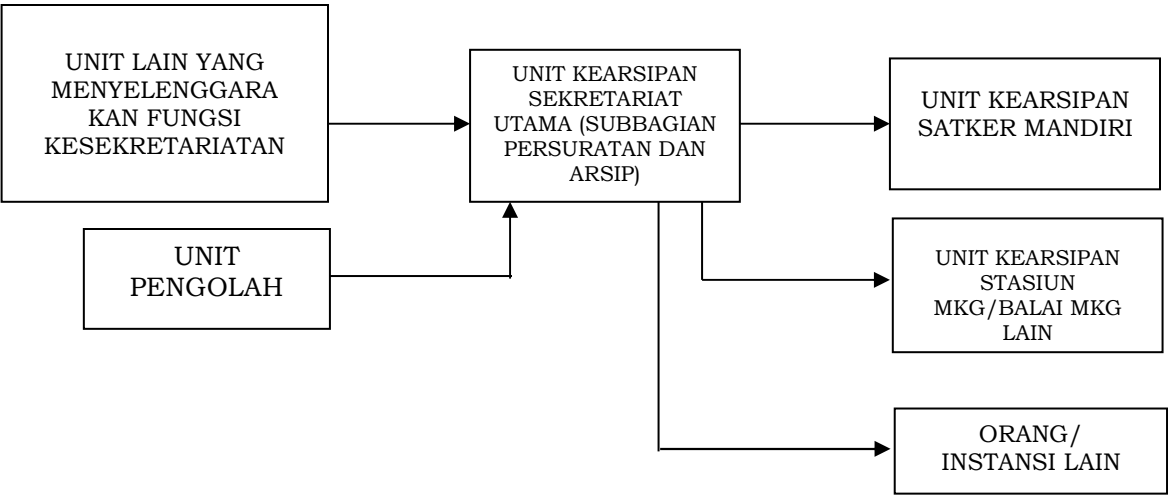 UNIT LAIN YANG
MENYELENGGARA
KAN FUNGSI
KESEKRETARIATAN
UNIT KEARSIPAN
SEKRETARIAT
UTAMA (SUBBAGIAN
PERSURATAN DAN
ARSIP)
UNIT KEARSIPAN
SATKER MANDIRI
UNIT
PENGOLAH
UNIT KEARSIPAN
STASIUN
MKG/BALAI MKG
LAIN
ORANG/
INSTANSI LAIN